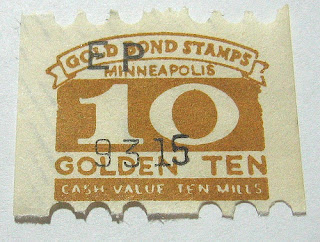 GOLD BOND STAMPS
EP
MINNEAPOLIS
10
9315
GOLDEN TEN
CASH VALUE TEN MILLS